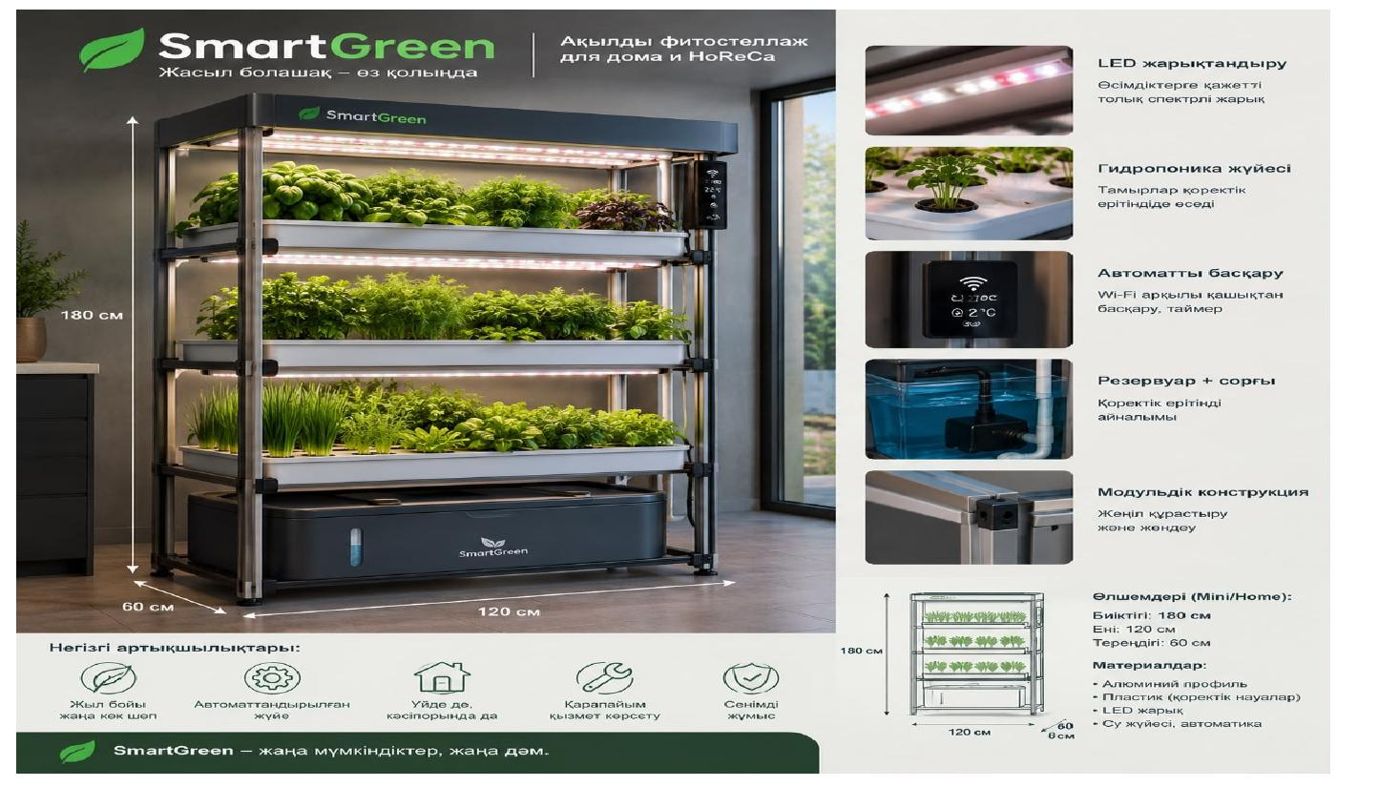 SmartGreen
Жасыл болашақ – өз қолыңда
Ақылды фитостеллаж
для дома и HoReCa
SmartGreen
180 см
60 см
120 см
SmartGreen
LED жарықтандыру
Өсімдіктерге қажетті
толық спектрлі жарық
Гидропоника жүйесі
Тамырлар қоректік
ерітіндіде өседі
Автоматты басқару
Wi-Fi арқылы қашықтан
басқару, таймер
Резервуар + сорғы
Қоректік ерітінді
айналымы
Модульдік конструкция
Жеңіл құрастыру
және жөндеу
Негізгі артықшылықтары:
Жыл бойы
жаңа көк шөп
Автоматтандырылған
жүйе
Үйде де,
кәсіпорында да
Қарапайым
қызмет көрсету
Сенімді
жұмыс
SmartGreen – жаңа мүмкіндіктер, жаңа дәм.
180 см
120 см
60
Өлшемдері (Mini/Home):
Биіктігі: 180 см
Ені: 120 см
Тереңдігі: 60 см
Материалдар:
• Алюминий профиль
• Пластик (қоректік науалар)
• LED жарық
• Су жүйесі, автоматика